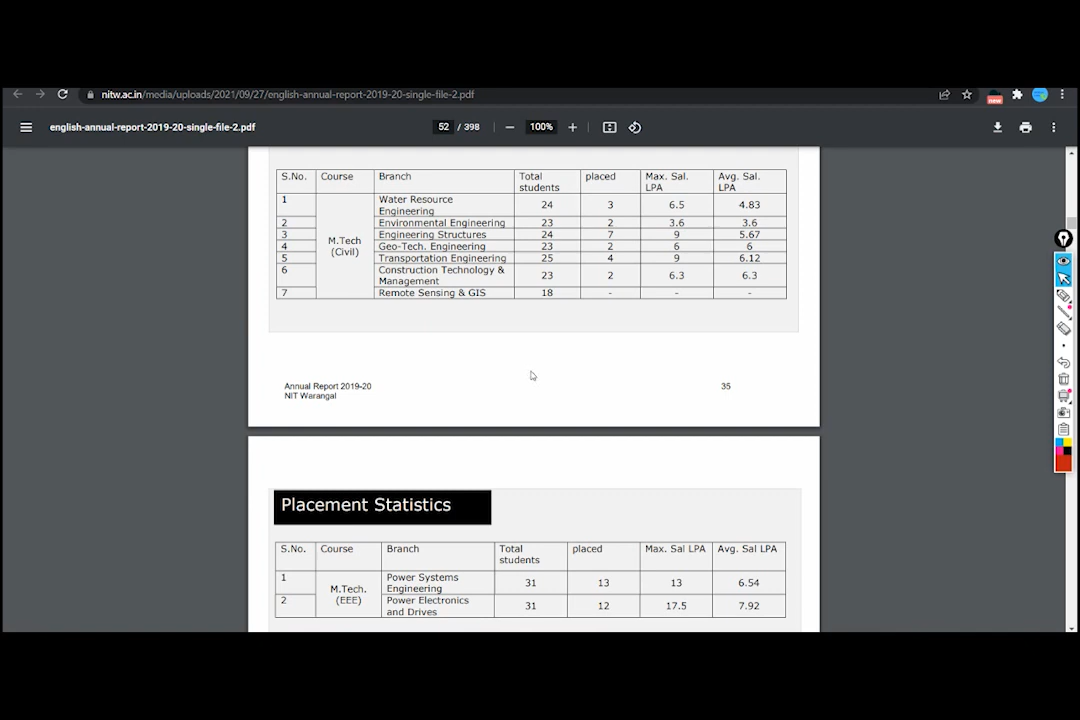 nitw.ac.in/media/uploads/2021/09/27/english-annual-report-2019-20-single-file-2.pdf
new
english-annual-report-2019-20-single-file-2.pdf 52 / 398 100%
S.No. Course Branch Total students placed Max. Sal. LPA Avg. Sal. LPA
1 Water Resource Engineering 24 3 6.5 4.83
2 Environmental Engineering 23 2 3.6 3.6
3 Engineering Structures 24 7 9 5.67
M.Tech (Civil)
4 Geo-Tech. Engineering 23 2 6 6
5 Transportation Engineering 25 4 9 6.12
6 Construction Technology & Management 23 2 6.3 6.3
7 Remote Sensing & GIS 18 - - -
Annual Report 2019-20 35
NIT Warangal
Placement Statistics
S.No. Course Branch Total students placed Max. Sal LPA Avg. Sal LPA
1 Power Systems Engineering 31 13 13 6.54
M.Tech. (EEE)
2 Power Electronics and Drives 31 12 17.5 7.92